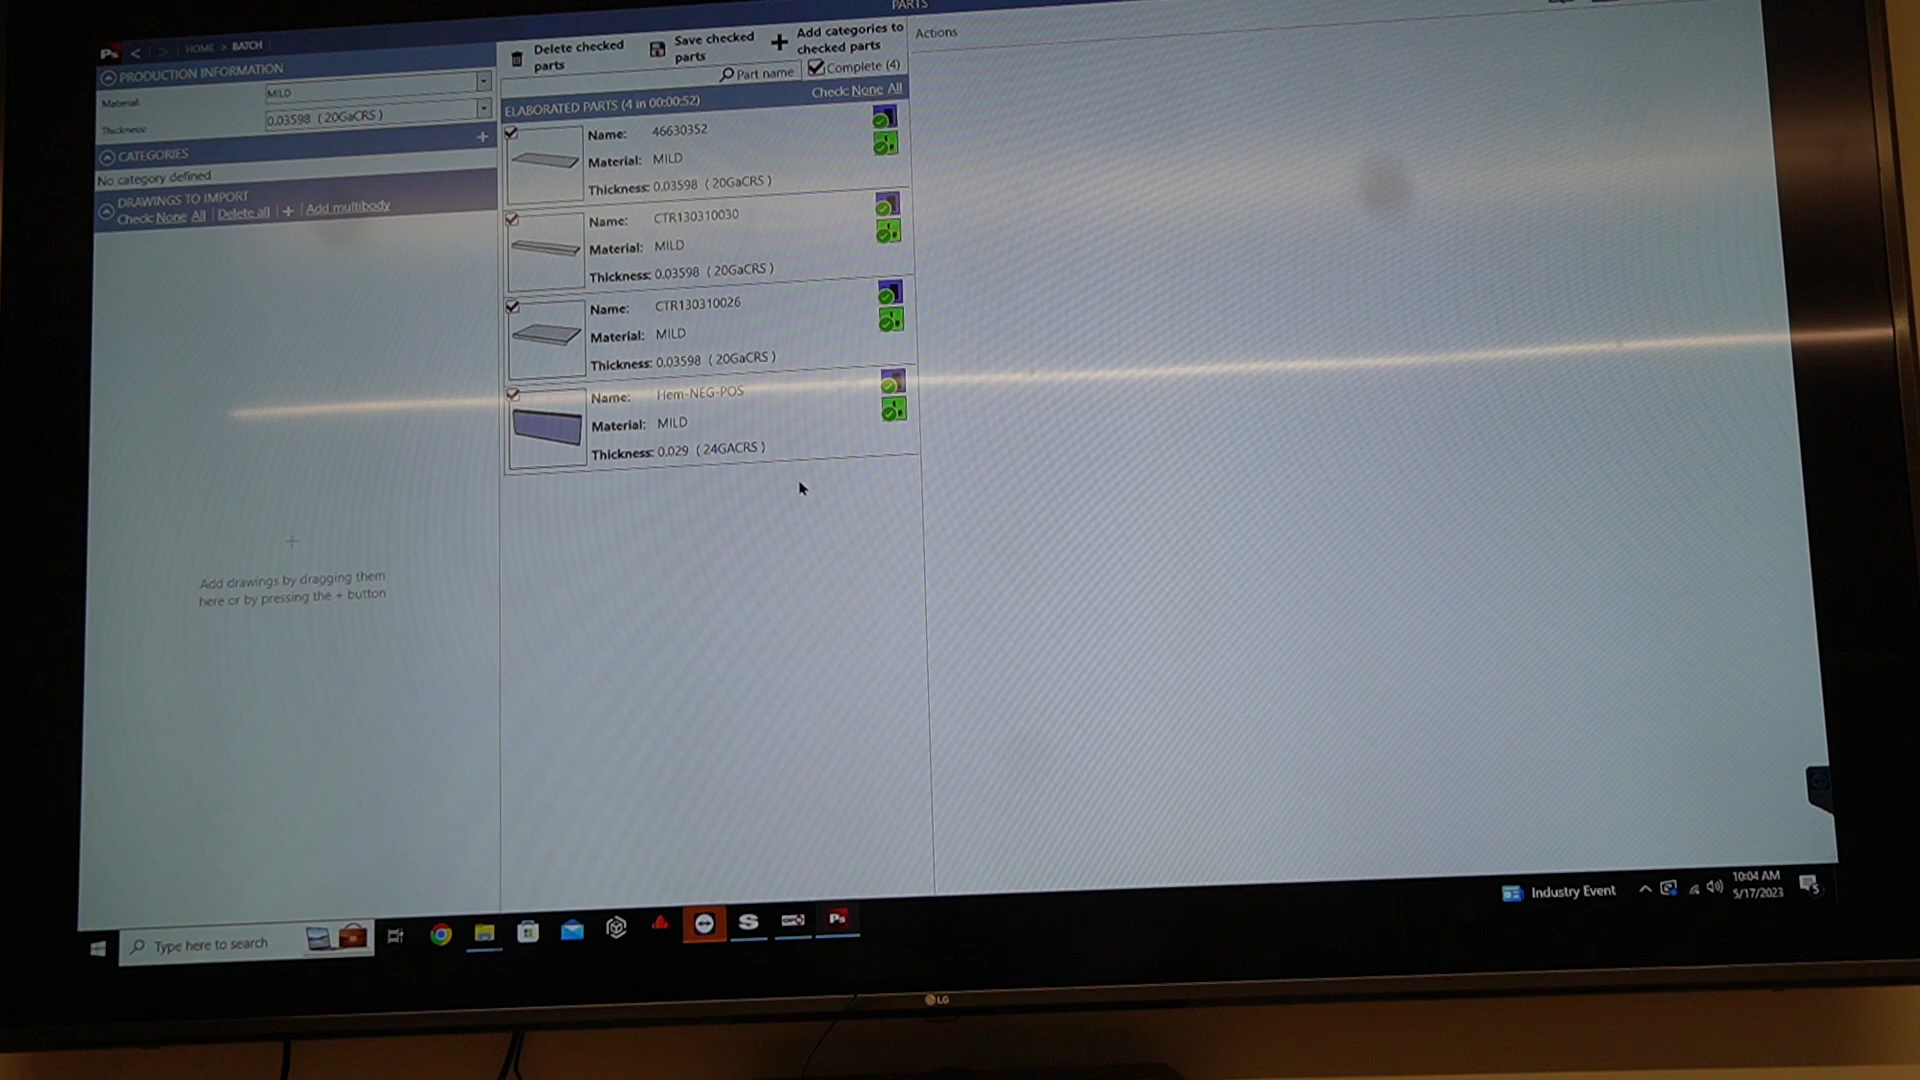 PARTS
Ps < > HOME > BATCH
PRODUCTION INFORMATION
Material: MILD
Thickness: 0.03598 ( 20GaCRS )
CATEGORIES +
No category defined
DRAWINGS TO IMPORT
Check: None All | Delete all | + | Add multibody
+
Add drawings by dragging them
here or by pressing the + button
Delete checked
parts
Save checked
parts
Add categories to
checked parts
Part name
Complete (4)
ELABORATED PARTS (4 in 00:00:52)
Check: None All
Name: 46630352
Material: MILD
Thickness: 0.03598 ( 20GaCRS )
Name: CTR130310030
Material: MILD
Thickness: 0.03598 ( 20GaCRS )
Name: CTR130310026
Material: MILD
Thickness: 0.03598 ( 20GaCRS )
Name: Hem-NEG-POS
Material: MILD
Thickness: 0.029 ( 24GACRS )
Actions
Type here to search
S
Ps
Industry Event
10:04 AM
5/17/2023
5
LG